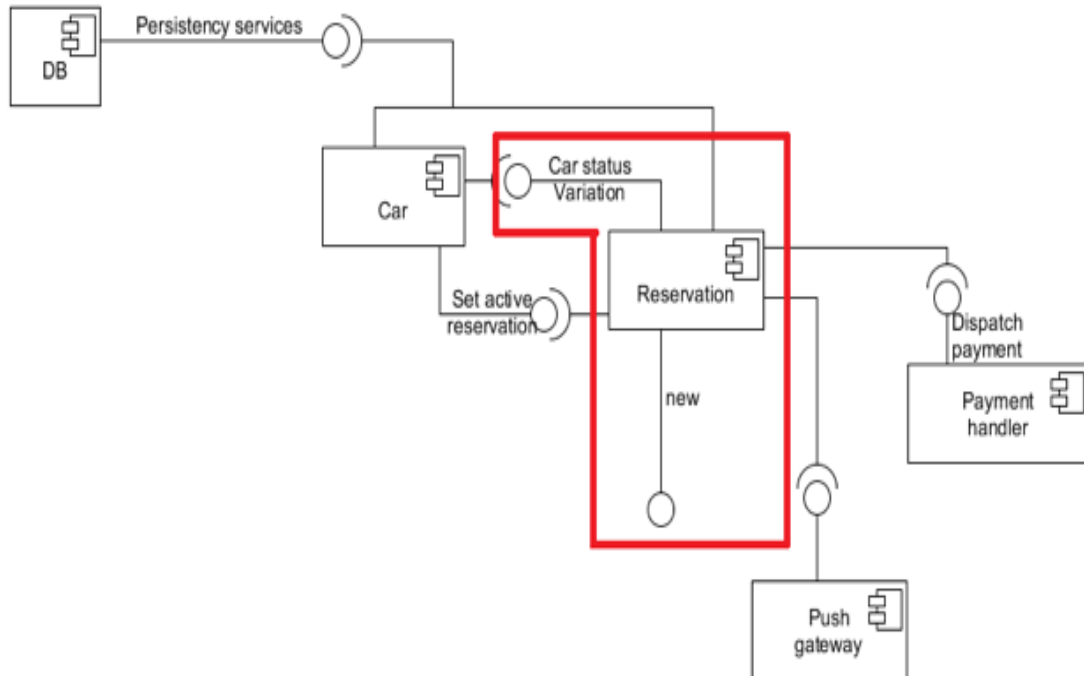 Persistency services
DB
Car status
Variation
Car
Set active
reservation
Reservation
Dispatch
payment
new
Payment
handler
Push
gateway